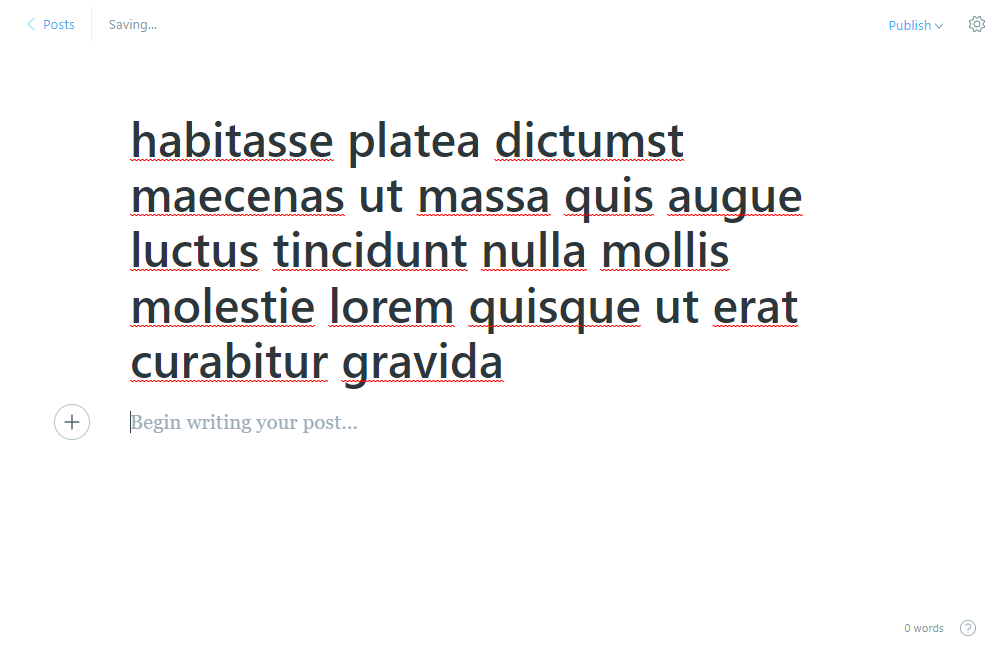 Posts
Saving...
Publish
habitasse platea dictumst
maecenas ut massa quis augue
luctus tincidunt nulla mollis
molestie lorem quisque ut erat
curabitur gravida
Begin writing your post...
0 words
?